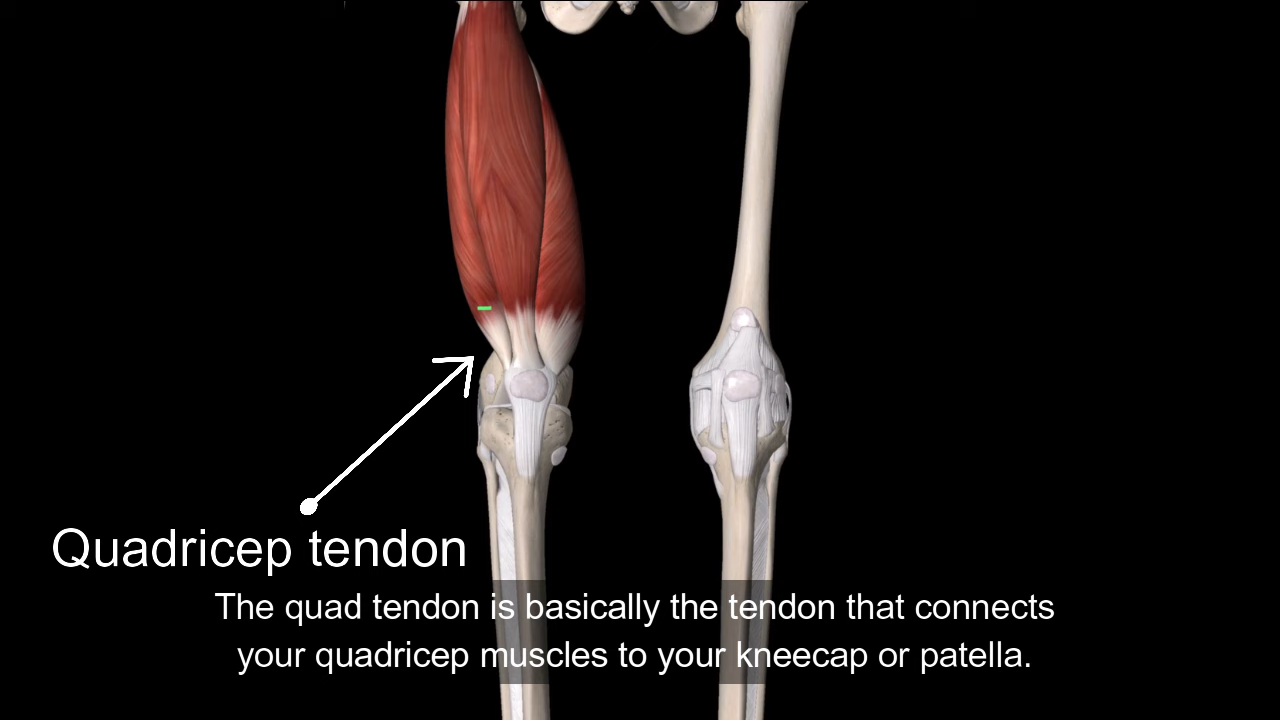 Quadricep tendon
The quad tendon is basically the tendon that connects
your quadricep muscles to your kneecap or patella.